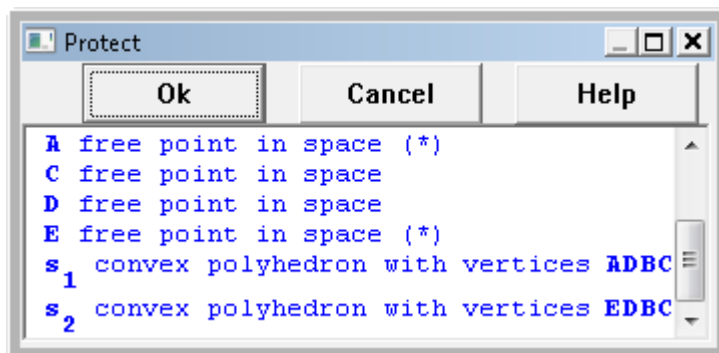 Protect
Ok Cancel Help
A free point in space (*)
C free point in space
D free point in space
E free point in space (*)
s1 convex polyhedron with vertices ADBC
s2 convex polyhedron with vertices EDBC